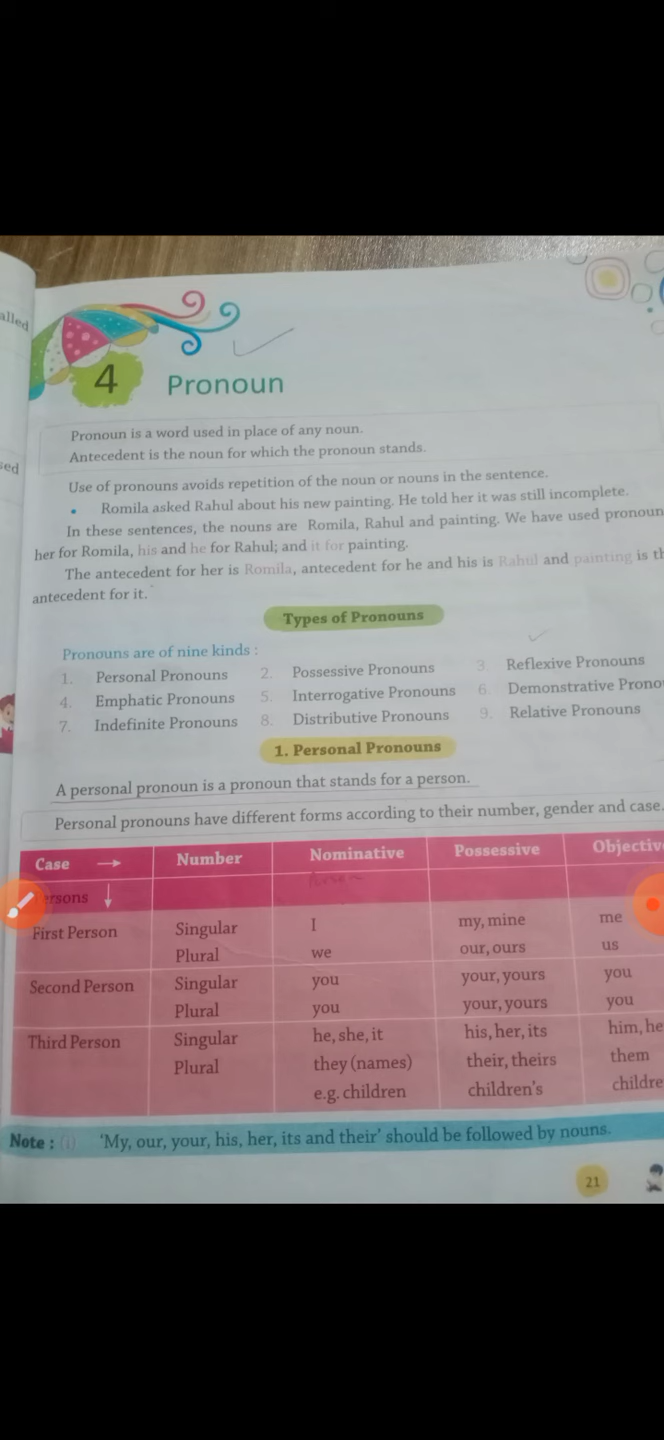 alled
sed
4 Pronoun
Pronoun is a word used in place of any noun.
Antecedent is the noun for which the pronoun stands.
Use of pronouns avoids repetition of the noun or nouns in the sentence.
• Romila asked Rahul about his new painting. He told her it was still incomplete.
In these sentences, the nouns are Romila, Rahul and painting. We have used pronoun
her for Romila, his and he for Rahul; and it for painting.
The antecedent for her is Romila, antecedent for he and his is Rahul and painting is th
antecedent for it.
Types of Pronouns
Pronouns are of nine kinds :
1. Personal Pronouns 2. Possessive Pronouns 3. Reflexive Pronouns
4. Emphatic Pronouns 5. Interrogative Pronouns 6. Demonstrative Prono
7. Indefinite Pronouns 8. Distributive Pronouns 9. Relative Pronouns
1. Personal Pronouns
A personal pronoun is a pronoun that stands for a person.
Personal pronouns have different forms according to their number, gender and case.
Case → Number Nominative Possessive Objectiv
ersons ↓
First Person Singular I my, mine me
Plural we our, ours us
Second Person Singular you your, yours you
Plural you your, yours you
Third Person Singular he, she, it his, her, its him, he
Plural they (names) their, theirs them
e.g. children children's childre
Note : (i) 'My, our, your, his, her, its and their' should be followed by nouns.
21